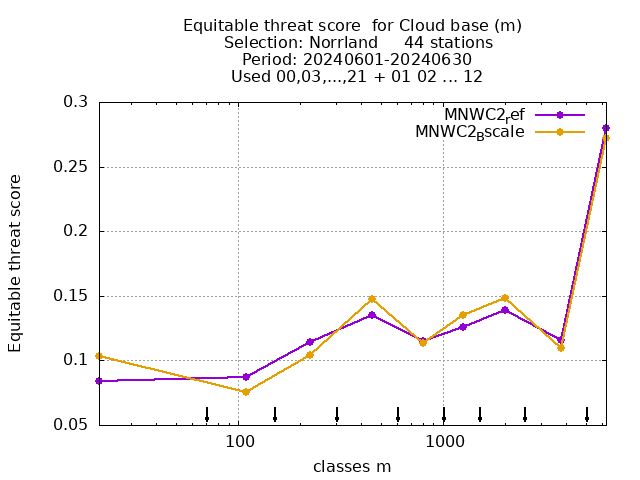 Equitable threat score  for Cloud base (m)
Selection: Norrland     44 stations
Period: 20240601-20240630
Used 00,03,...,21 + 01 02 ... 12
MNWC2ref
MNWC2Bscale
Equitable threat score
0.3
0.25
0.2
0.15
0.1
0.05
100
1000
classes m